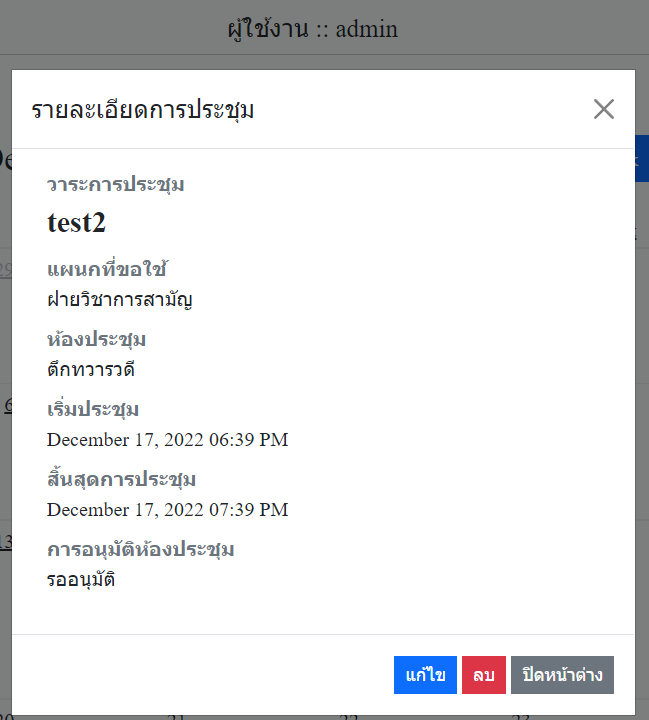 ผู้ใช้งาน :: admin
รายละเอียดการประชุม
วาระการประชุม
test2
แผนกที่ขอใช้
ฝ่ายวิชาการสามัญ
ห้องประชุม
ตึกทวารวดี
เริ่มประชุม
December 17, 2022 06:39 PM
สิ้นสุดการประชุม
December 17, 2022 07:39 PM
การอนุมัติห้องประชุม
รออนุมัติ
แก้ไข ลบ ปิดหน้าต่าง